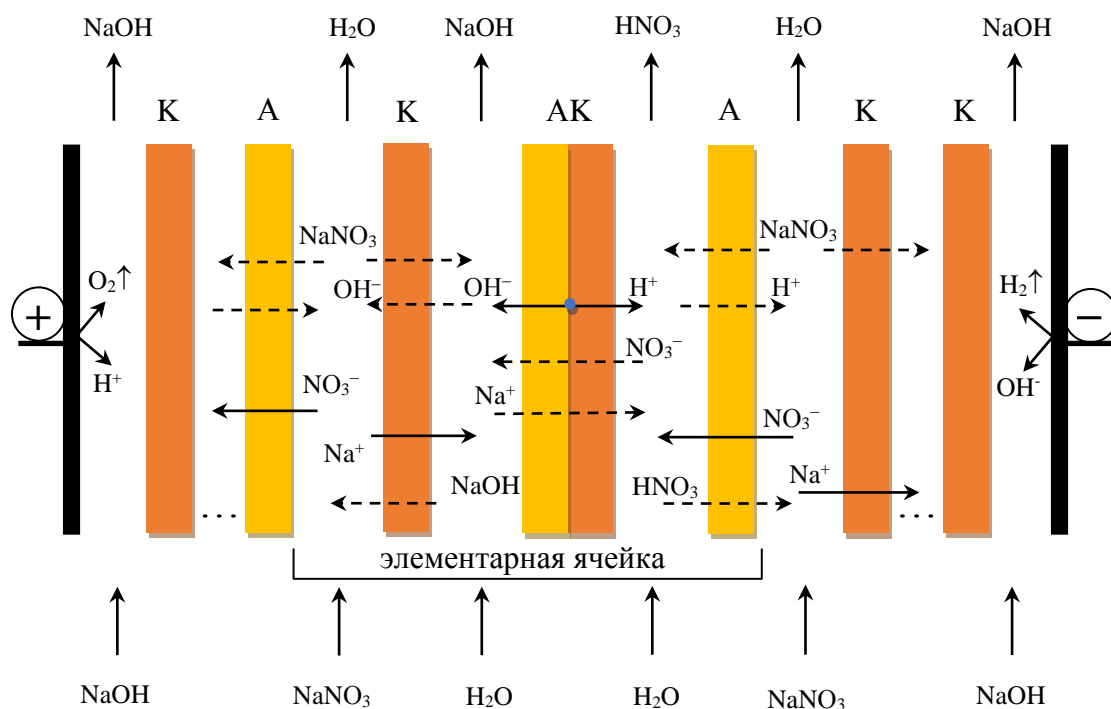 NaOH H₂O NaOH HNO₃ H₂O NaOH
К А К АК А К К
NaNO₃ NaNO₃
O₂↑ OH⁻ OH⁻ H⁺ H⁺ H₂↑
+ −
NO₃⁻
H⁺ NO₃⁻ Na⁺ NO₃⁻ OH-
Na⁺ Na⁺
NaOH HNO₃
... ...
элементарная ячейка
NaOH NaNO₃ H₂O H₂O NaNO₃ NaOH